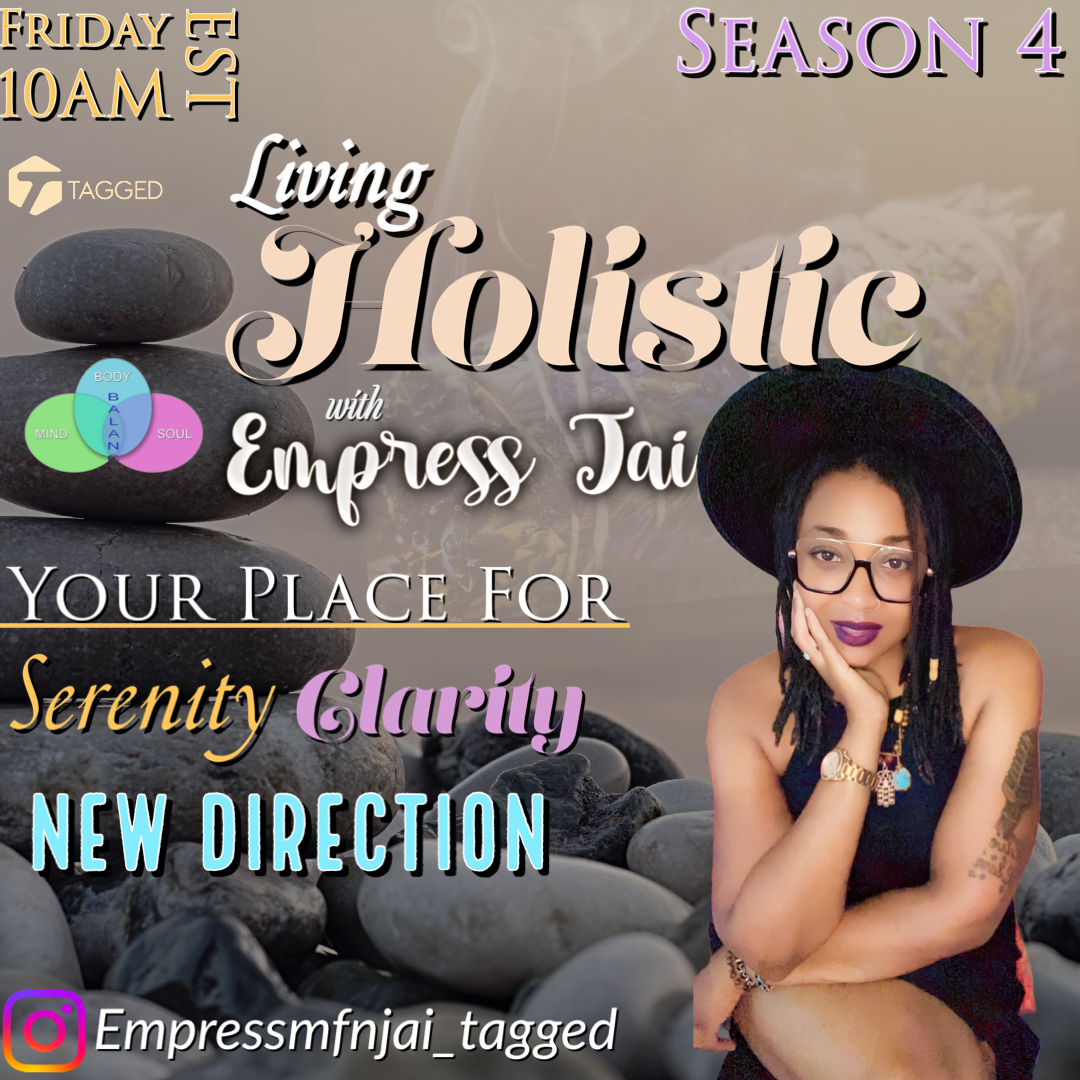 FRIDAY
10AM
EST
SEASON 4
TAGGED
Living
Holistic
with
Empress Jai
BODY
MIND
SOUL
BALAN
YOUR PLACE FOR
Serenity Clarity
NEW DIRECTION
Empressmfnjai_tagged